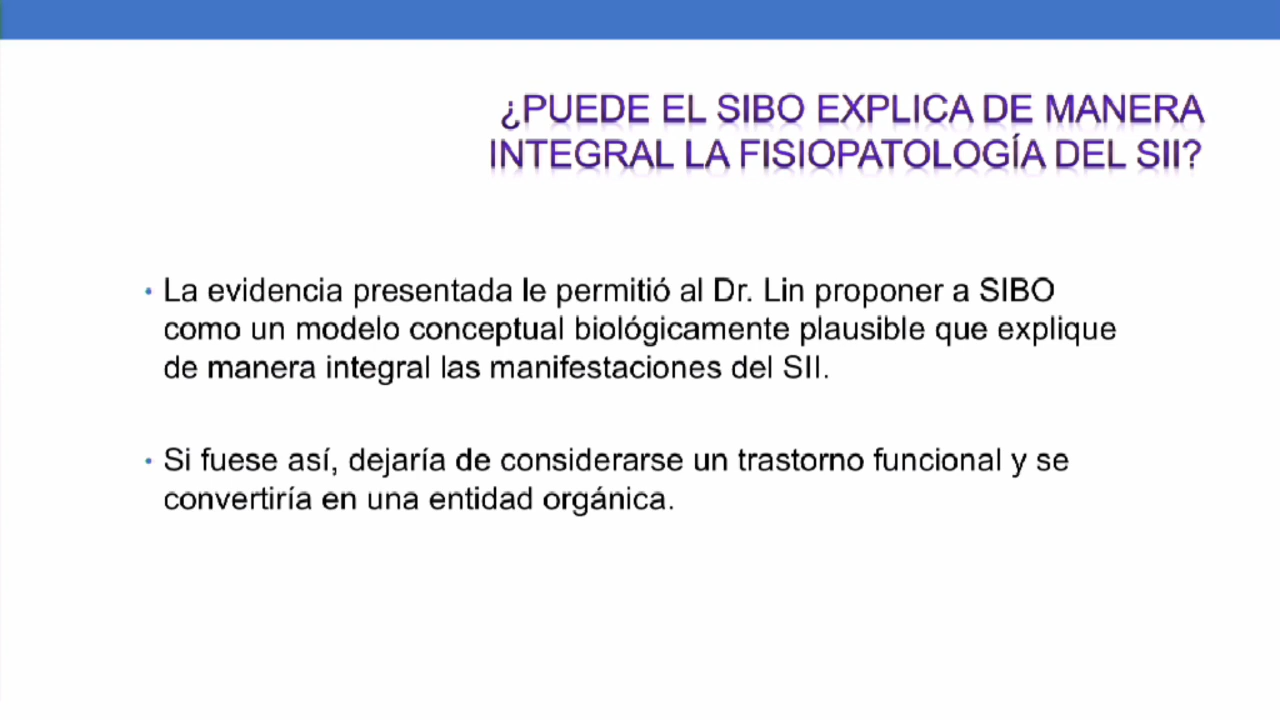 ¿PUEDE EL SIBO EXPLICA DE MANERA
INTEGRAL LA FISIOPATOLOGÍA DEL SII?
• La evidencia presentada le permitió al Dr. Lin proponer a SIBO
como un modelo conceptual biológicamente plausible que explique
de manera integral las manifestaciones del SII.
• Si fuese así, dejaría de considerarse un trastorno funcional y se
convertiría en una entidad orgánica.